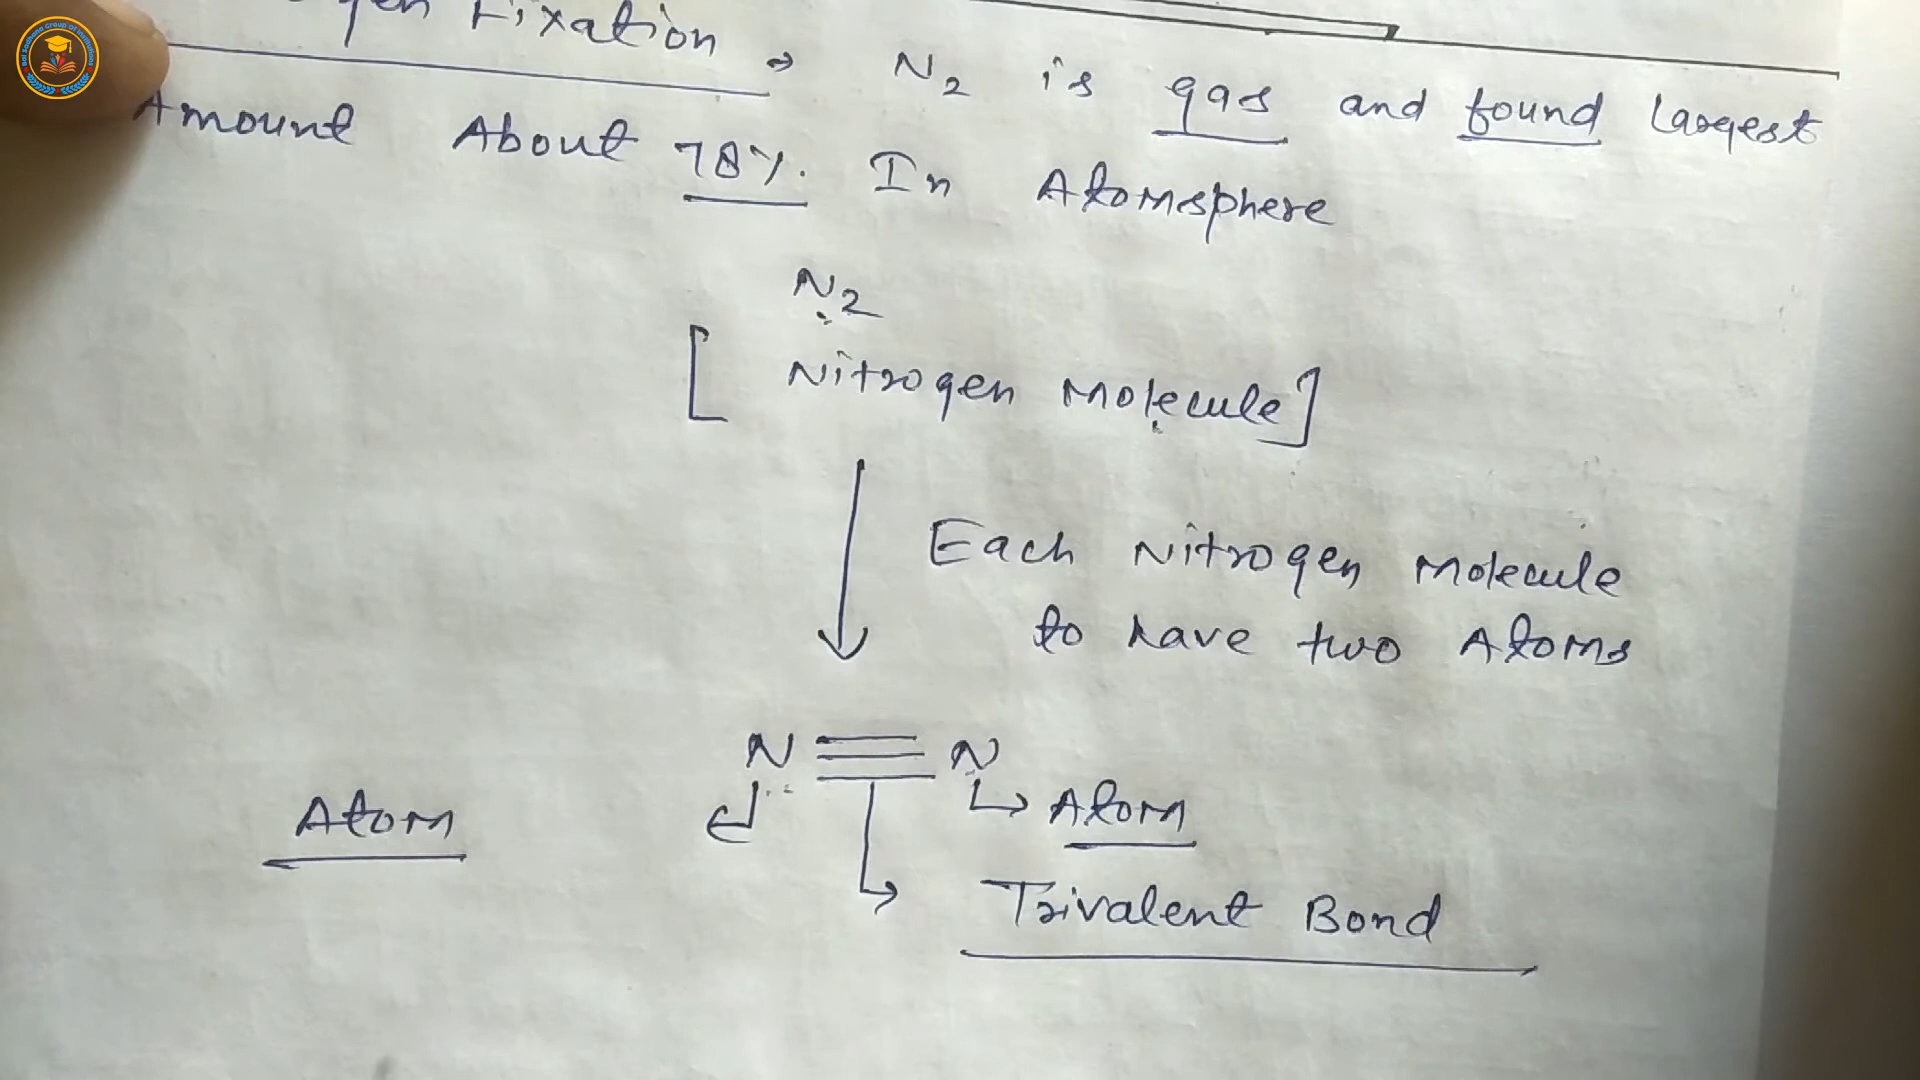 gen Fixation → N2 is gas and found Largest
Amount About 78%. In Atomsphere
N2
[ Nitrogen Molecule ]
Each Nitrogen Molecule
to have two Atoms
N ≡ N
Atom
Atom
Trivalent Bond